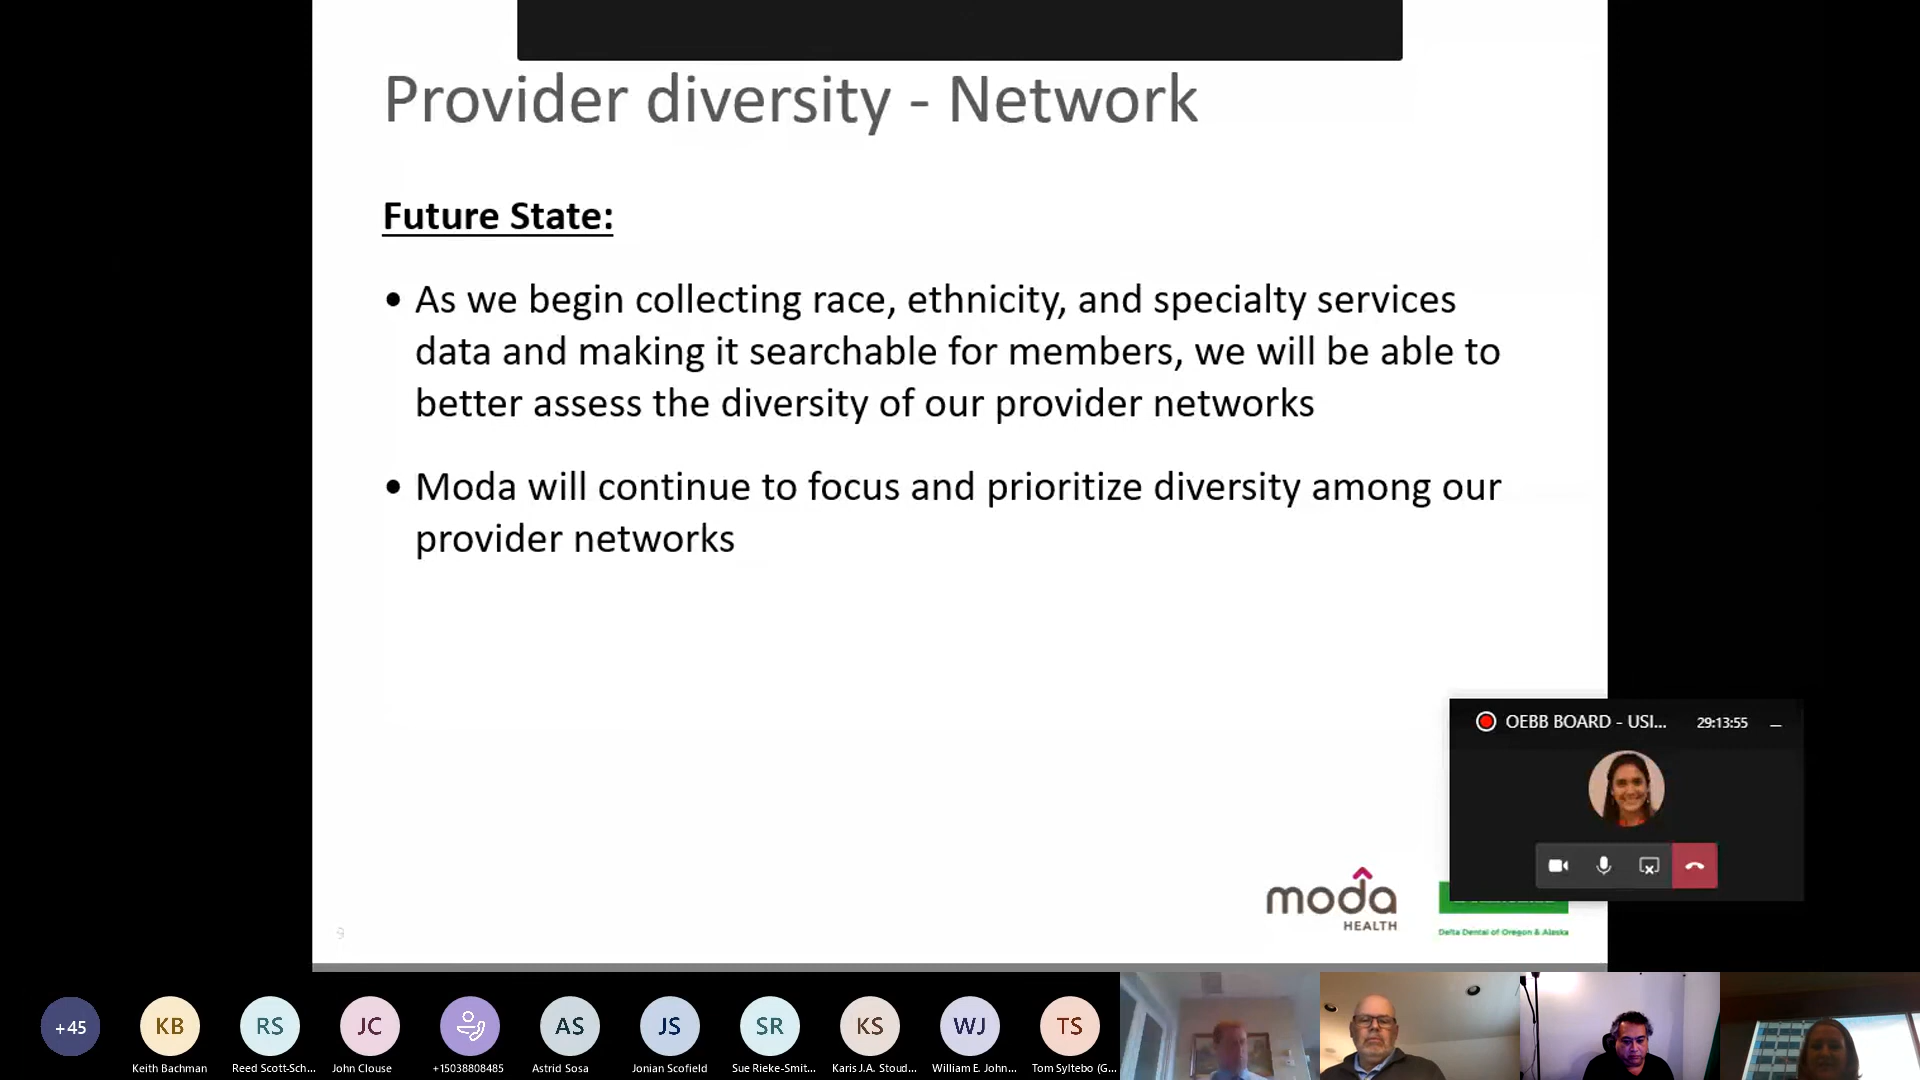 Provider diversity - Network
Future State:
• As we begin collecting race, ethnicity, and specialty services
data and making it searchable for members, we will be able to
better assess the diversity of our provider networks
• Moda will continue to focus and prioritize diversity among our
provider networks
OEBB BOARD - USI...
29:13:55
moda
HEALTH
Delta Dental of Oregon & Alaska
9
+45
KB
RS
JC
AS
JS
SR
KS
WJ
TS
Keith Bachman
Reed Scott-Sch...
John Clouse
+15038808485
Astrid Sosa
Jonian Scofield
Sue Rieke-Smit...
Karis J.A. Stoud...
William E. John...
Tom Syltebo (G...